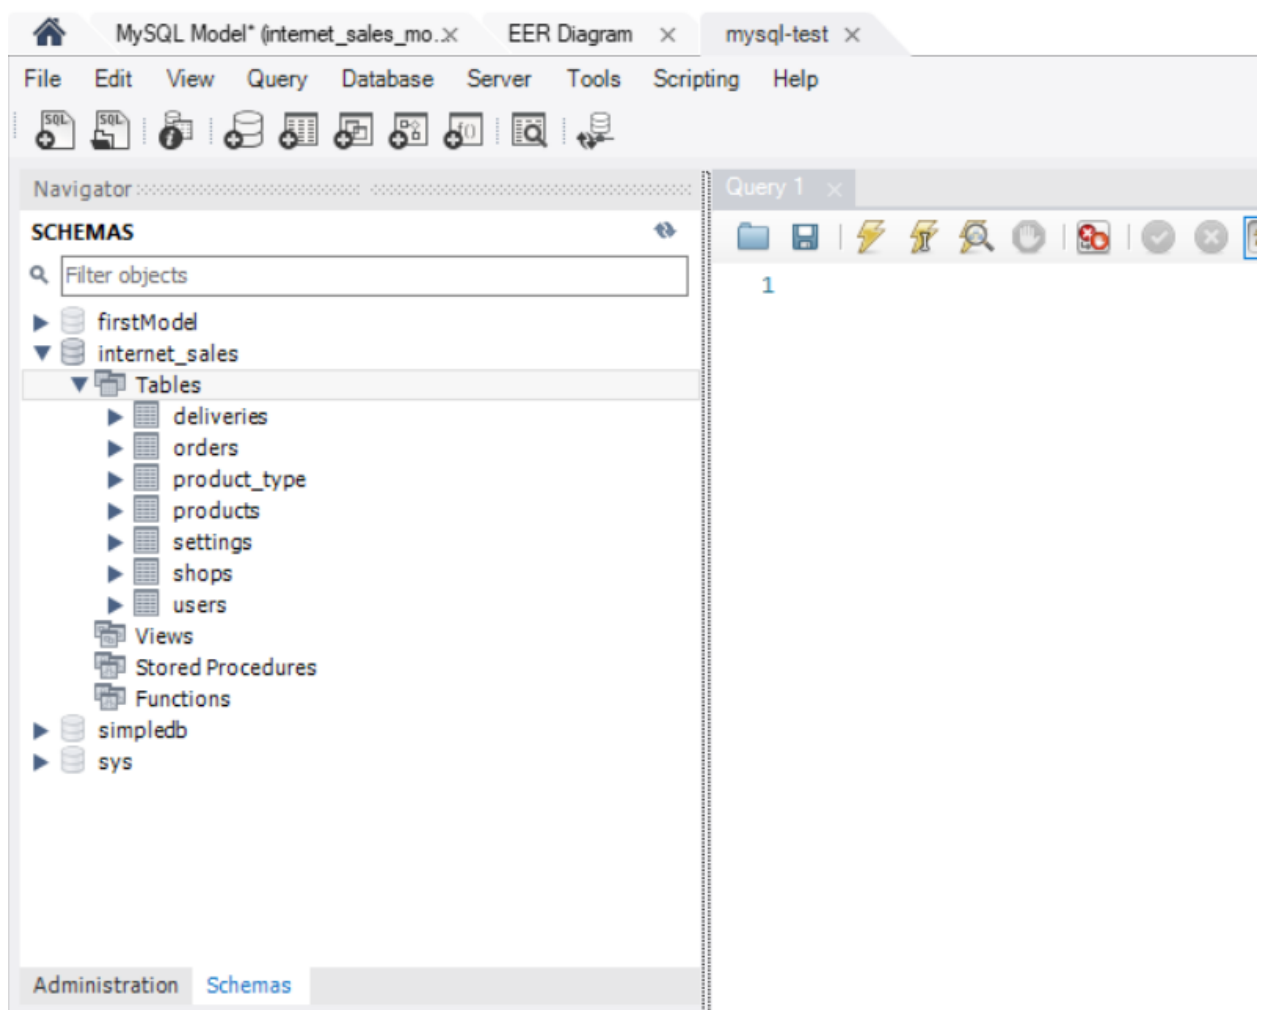 MySQL Model* (internet_sales_mo.. EER Diagram mysql-test
File Edit View Query Database Server Tools Scripting Help
SQL SQL f()
Navigator
Query 1
SCHEMAS
Filter objects
1
firstModel
internet_sales
Tables
deliveries
orders
product_type
products
settings
shops
users
Views
Stored Procedures
Functions
simpledb
sys
Administration Schemas